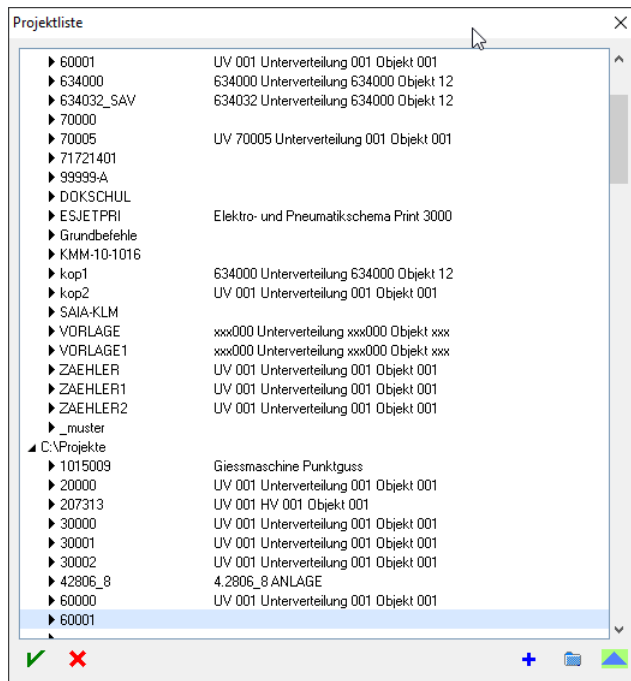 Projektliste
60001 UV 001 Unterverteilung 001 Objekt 001
634000 634000 Unterverteilung 634000 Objekt 12
634032_SAV 634032 Unterverteilung 634000 Objekt 12
70000
70005 UV 70005 Unterverteilung 001 Objekt 001
71721401
99999-A
DOKSCHUL
ESJETPRI Elektro- und Pneumatikschema Print 3000
Grundbefehle
KMM-10-1016
kop1 634000 Unterverteilung 634000 Objekt 12
kop2 UV 001 Unterverteilung 001 Objekt 001
SAIA-KLM
VORLAGE xxx000 Unterverteilung xxx000 Objekt xxx
VORLAGE1 xxx000 Unterverteilung xxx000 Objekt xxx
ZAEHLER UV 001 Unterverteilung 001 Objekt 001
ZAEHLER1 UV 001 Unterverteilung 001 Objekt 001
ZAEHLER2 UV 001 Unterverteilung 001 Objekt 001
_muster
C:\Projekte
1015009 Giessmaschine Punktguss
20000 UV 001 Unterverteilung 001 Objekt 001
207313 UV 001 HV 001 Objekt 001
30000 UV 001 Unterverteilung 001 Objekt 001
30001 UV 001 Unterverteilung 001 Objekt 001
30002 UV 001 Unterverteilung 001 Objekt 001
42806_8 4.2806_8 ANLAGE
60000 UV 001 Unterverteilung 001 Objekt 001
60001